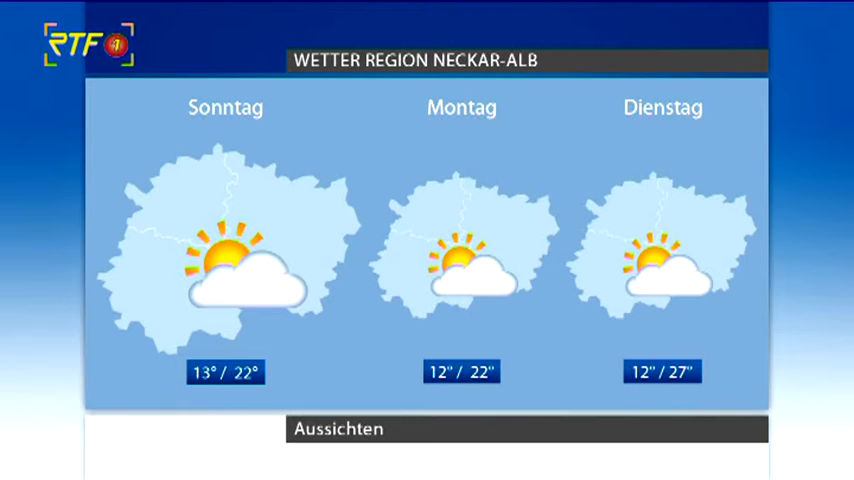 RTF 1
WETTER REGION NECKAR-ALB
Sonntag Montag Dienstag
13° / 22° 12° / 22° 12° / 27°
Aussichten